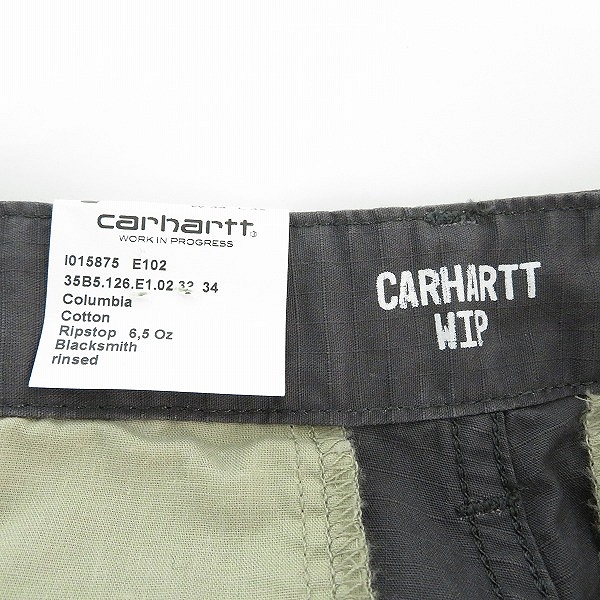 carhartt
WORK IN PROGRESS
I015875 E102
35B5.126.E1.02 32 34
Columbia
Cotton
Ripstop 6,5 Oz
Blacksmith
rinsed
CARHARTT
WIP